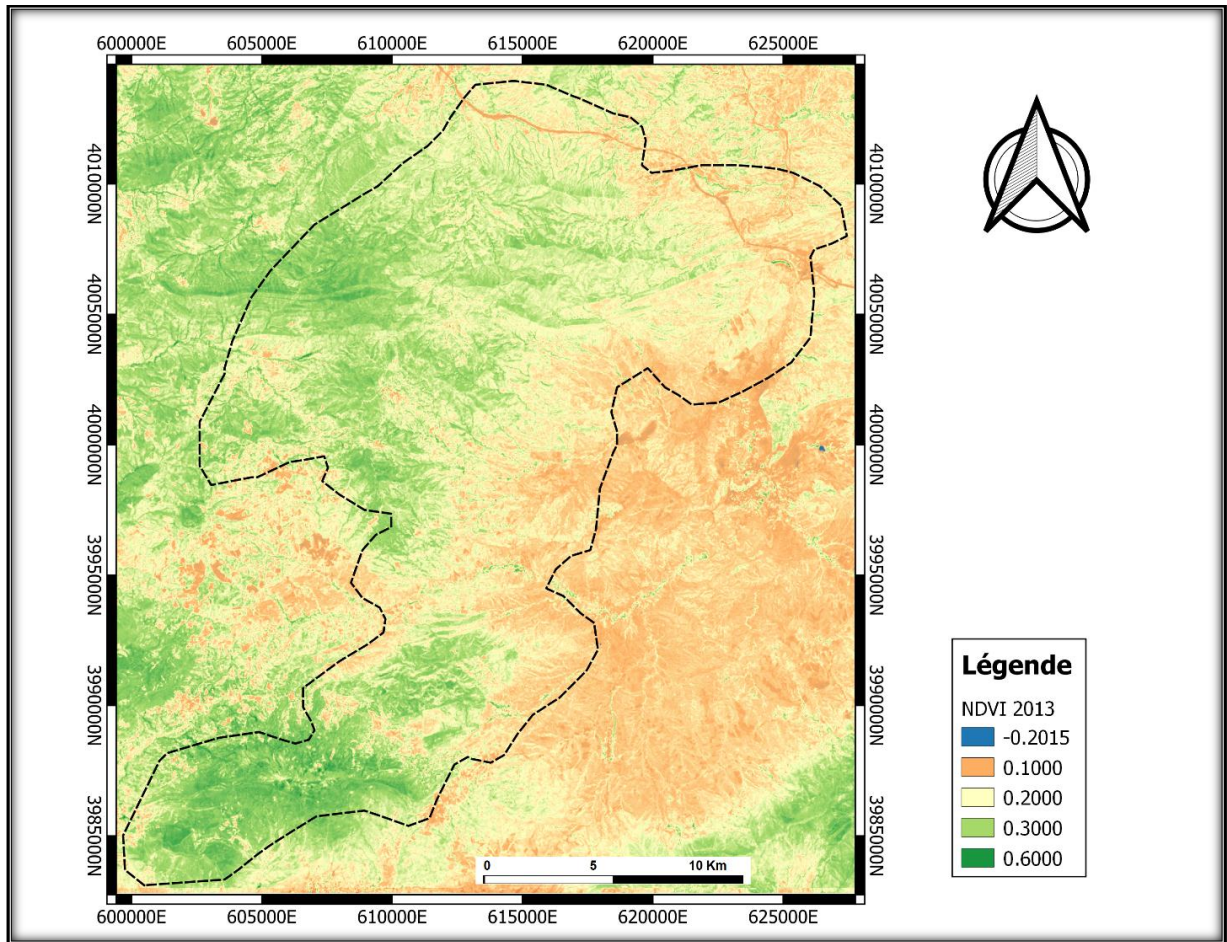 600000E 605000E 610000E 615000E 620000E 625000E
4010000N 4010000N
4005000N 4005000N
4000000N 4000000N
3995000N 3995000N
3990000N 3990000N
3985000N 3985000N
Légende
NDVI 2013
-0.2015
0.1000
0.2000
0.3000
0.6000
0 5 10 Km
600000E 605000E 610000E 615000E 620000E 625000E